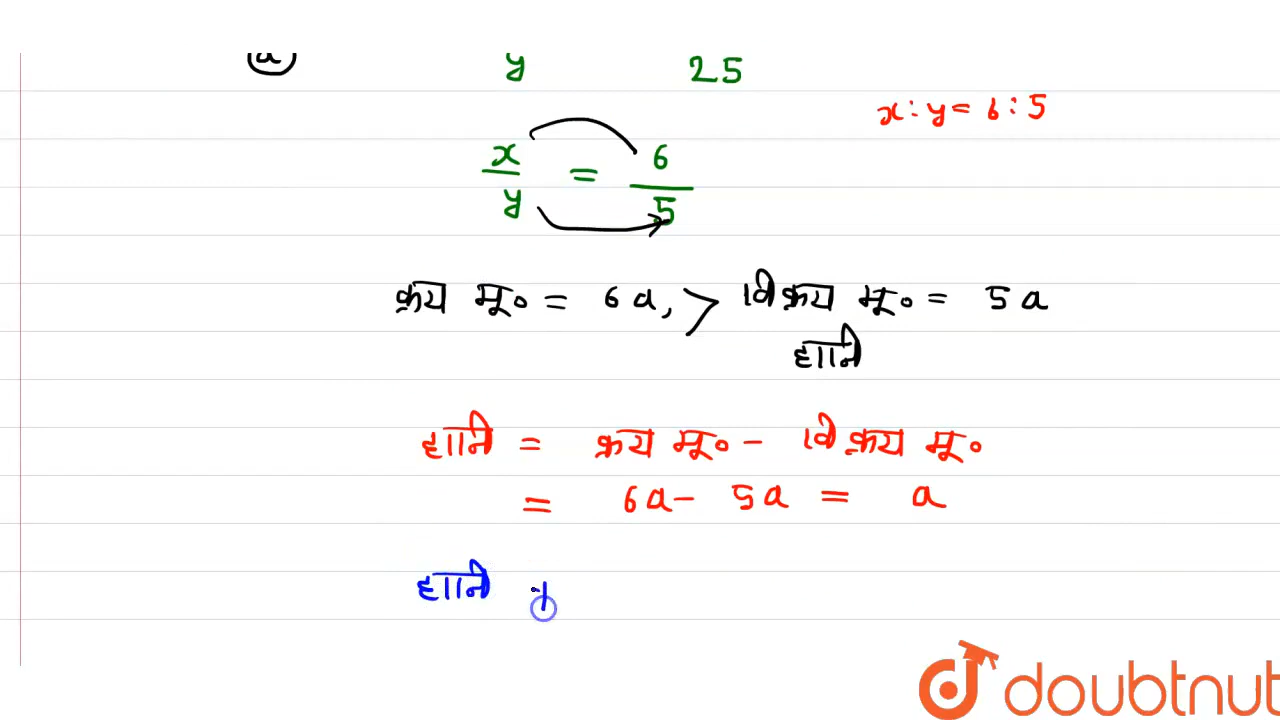 a
y 25
x : y = 6 : 5
x/y = 6/5
क्रय मू० = 6a, > विक्रय मू० = 5a
हानि
हानि = क्रय मू० - विक्रय मू०
= 6a - 5a = a
हानि
doubtnut